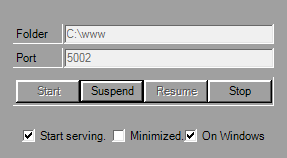 Folder C:\www
Port 5002
Start Suspend Resume Stop
Start serving. Minimized. On Windows